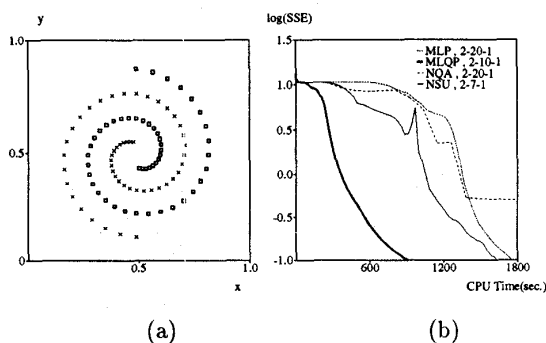 y
1.0
0.5
0
0.5
1.0
x
(a)
log(SSE)
MLP , 2-20-1
MLQP , 2-10-1
NQA , 2-20-1
NSU , 2-7-1
1.5
1.0
0.5
0.0
-0.5
-1.0
600
1200
1800
CPU Time(sec.)
(b)